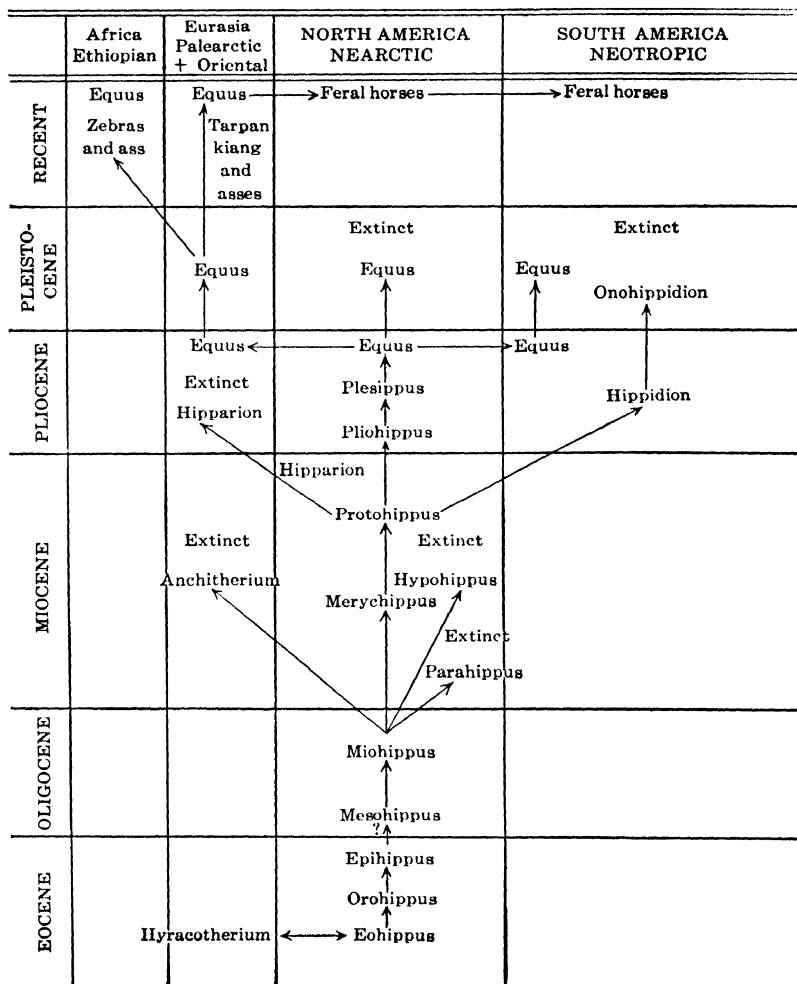 Africa
Ethiopian
Eurasia
Palearctic
+ Oriental
NORTH AMERICA
NEARCTIC
SOUTH AMERICA
NEOTROPIC
RECENT
Equus
Zebras
and ass
Equus
Tarpan
kiang
and
asses
Feral horses
Feral horses
PLEISTO-
CENE
Equus
Extinct
Equus
Extinct
Equus
Onohippidion
PLIOCENE
Equus
Equus
Equus
Extinct
Hipparion
Plesippus
Pliohippus
Hippidion
MIOCENE
Hipparion
Protohippus
Extinct
Extinct
Anchitherium
Hypohippus
Merychippus
Extinct
Parahippus
OLIGOCENE
Miohippus
Mesohippus
?
EOCENE
Epihippus
Orohippus
Hyracotherium
Eohippus